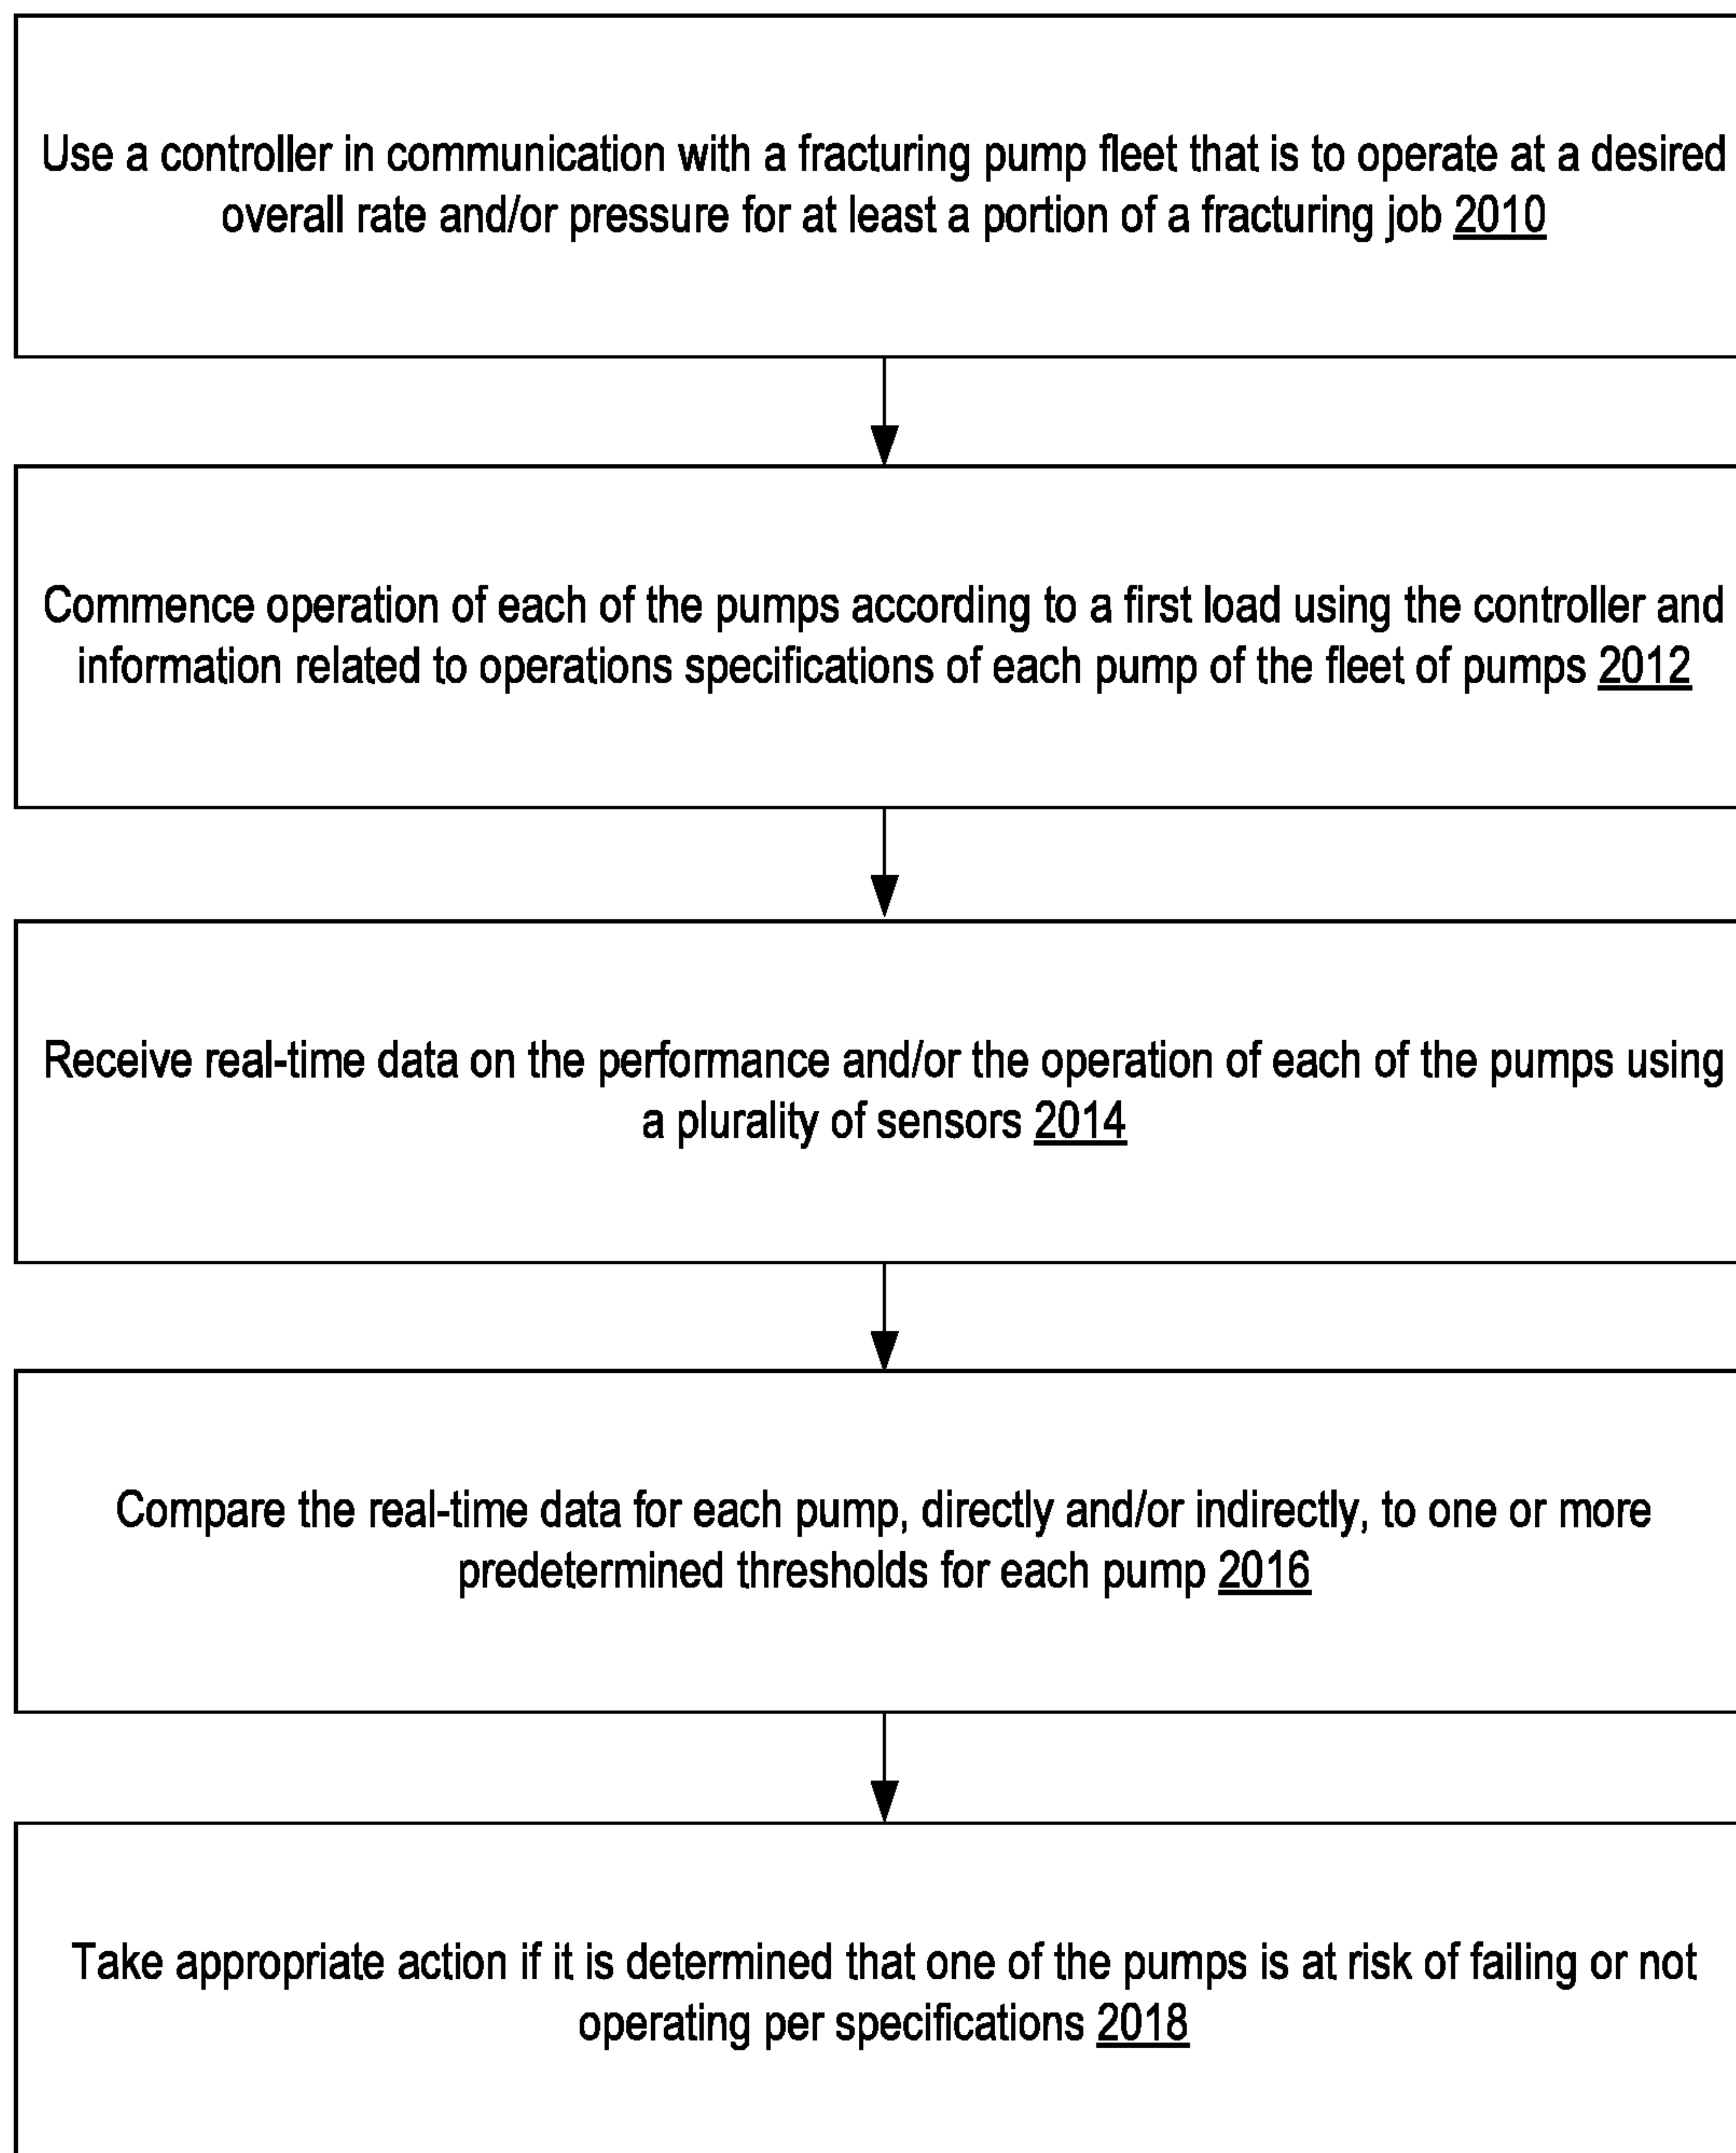 Use a controller in communication with a fracturing pump fleet that is to operate at a desired
overall rate and/or pressure for at least a portion of a fracturing job 2010
Commence operation of each of the pumps according to a first load using the controller and
information related to operations specifications of each pump of the fleet of pumps 2012
Receive real-time data on the performance and/or the operation of each of the pumps using
a plurality of sensors 2014
Compare the real-time data for each pump, directly and/or indirectly, to one or more
predetermined thresholds for each pump 2016
Take appropriate action if it is determined that one of the pumps is at risk of failing or not
operating per specifications 2018